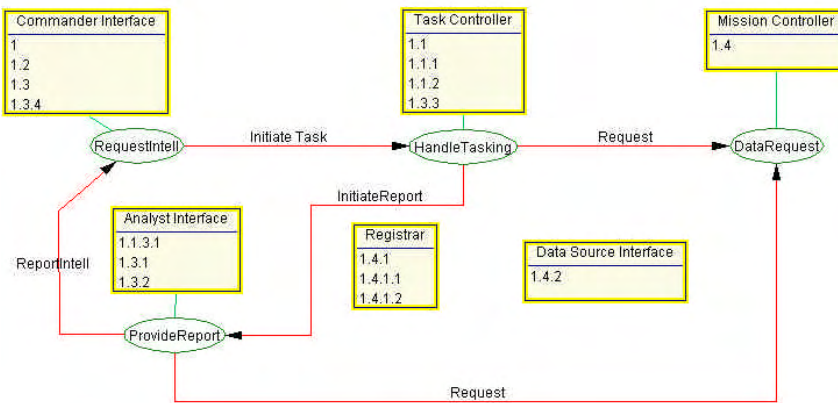 Commander Interface
1
1.2
1.3
1.3.4
Task Controller
1.1
1.1.1
1.1.2
1.3.3
Mission Controller
1.4
RequestIntell
Initiate Task
HandleTasking
Request
DataRequest
InitiateReport
Analyst Interface
1.1.3.1
1.3.1
1.3.2
Registrar
1.4.1
1.4.1.1
1.4.1.2
Data Source Interface
1.4.2
ReportIntell
ProvideReport
Request